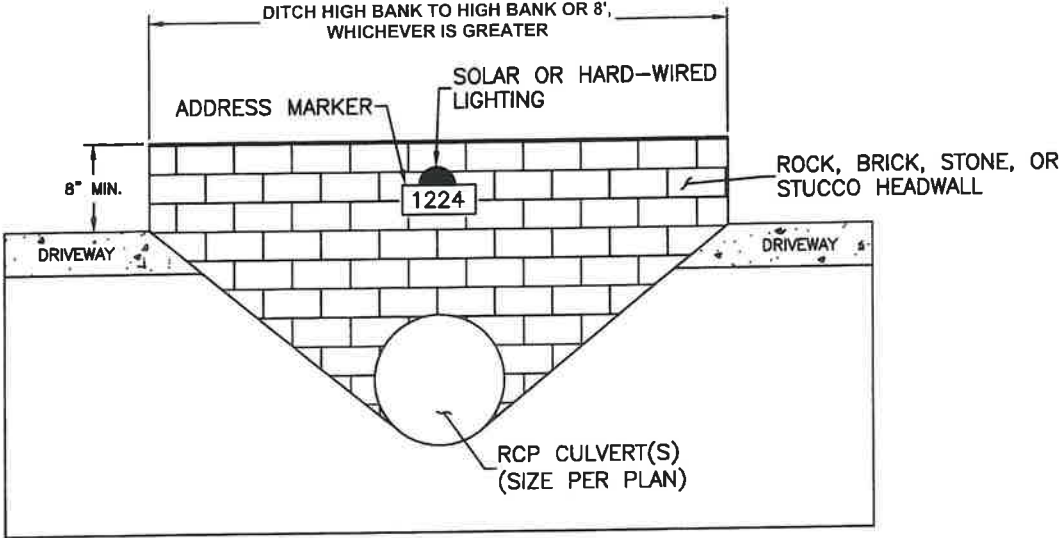 DITCH HIGH BANK TO HIGH BANK OR 8',
WHICHEVER IS GREATER
SOLAR OR HARD-WIRED
LIGHTING
ADDRESS MARKER
8" MIN.
ROCK, BRICK, STONE, OR
STUCCO HEADWALL
1224
DRIVEWAY
DRIVEWAY
RCP CULVERT(S)
(SIZE PER PLAN)